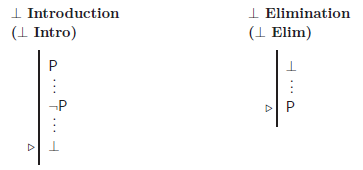 ⊥ Introduction
(⊥ Intro)
P
⋮
¬P
⋮
▷ ⊥
⊥ Elimination
(⊥ Elim)
⊥
⋮
▷ P